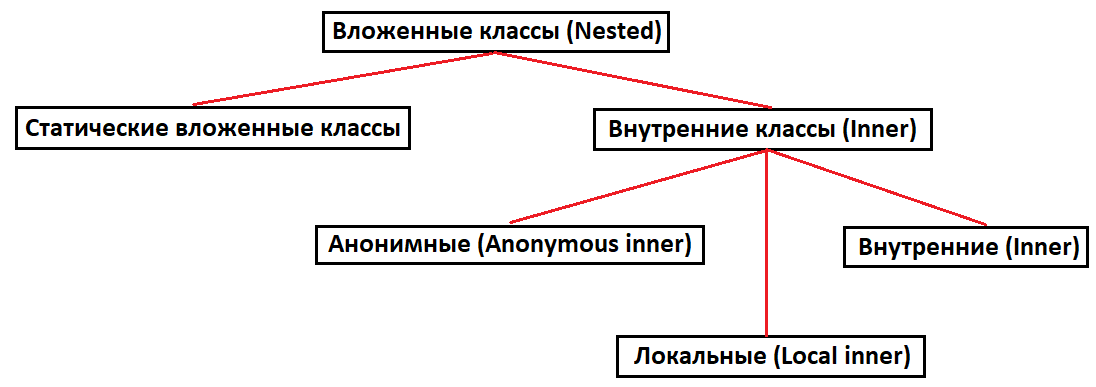 Вложенные классы (Nested)
Статические вложенные классы
Внутренние классы (Inner)
Анонимные (Anonymous inner)
Внутренние (Inner)
Локальные (Local inner)